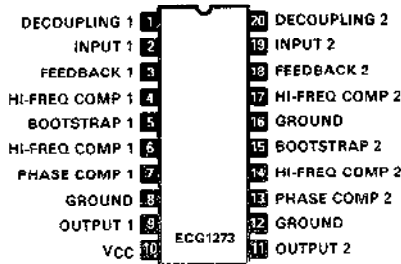 DECOUPLING 1 1 20 DECOUPLING 2
INPUT 1 2 19 INPUT 2
FEEDBACK 1 3 18 FEEDBACK 2
HI-FREQ COMP 1 4 17 HI-FREQ COMP 2
BOOTSTRAP 1 5 16 GROUND
HI-FREQ COMP 1 6 15 BOOTSTRAP 2
PHASE COMP 1 7 14 HI-FREQ COMP 2
GROUND 8 13 PHASE COMP 2
OUTPUT 1 9 12 GROUND
VCC 10 11 OUTPUT 2
ECG1273